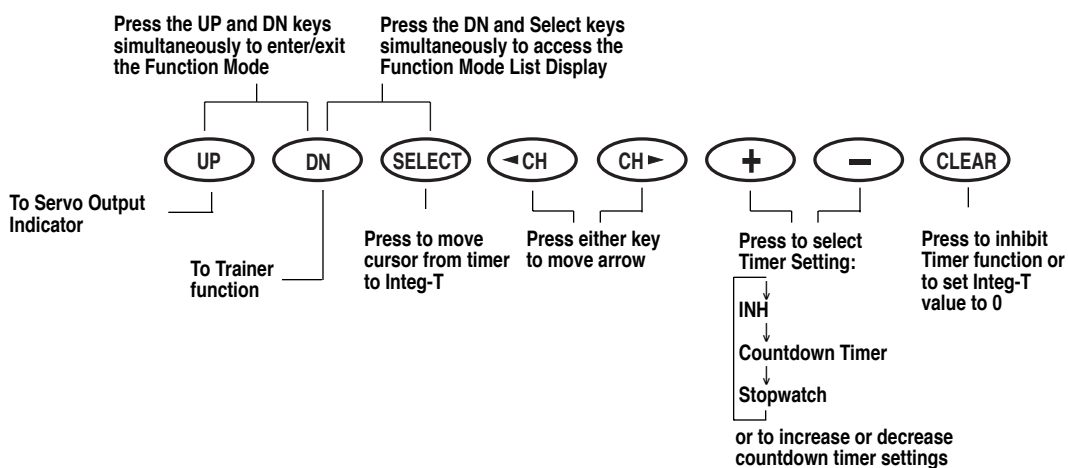 Press the UP and DN keys
simultaneously to enter/exit
the Function Mode
Press the DN and Select keys
simultaneously to access the
Function Mode List Display
UP
DN
SELECT
◄CH
CH►
+
−
CLEAR
To Servo Output
Indicator
To Trainer
function
Press to move
cursor from timer
to Integ-T
Press either key
to move arrow
Press to select
Timer Setting:
INH
Countdown Timer
Stopwatch
or to increase or decrease
countdown timer settings
Press to inhibit
Timer function or
to set Integ-T
value to 0